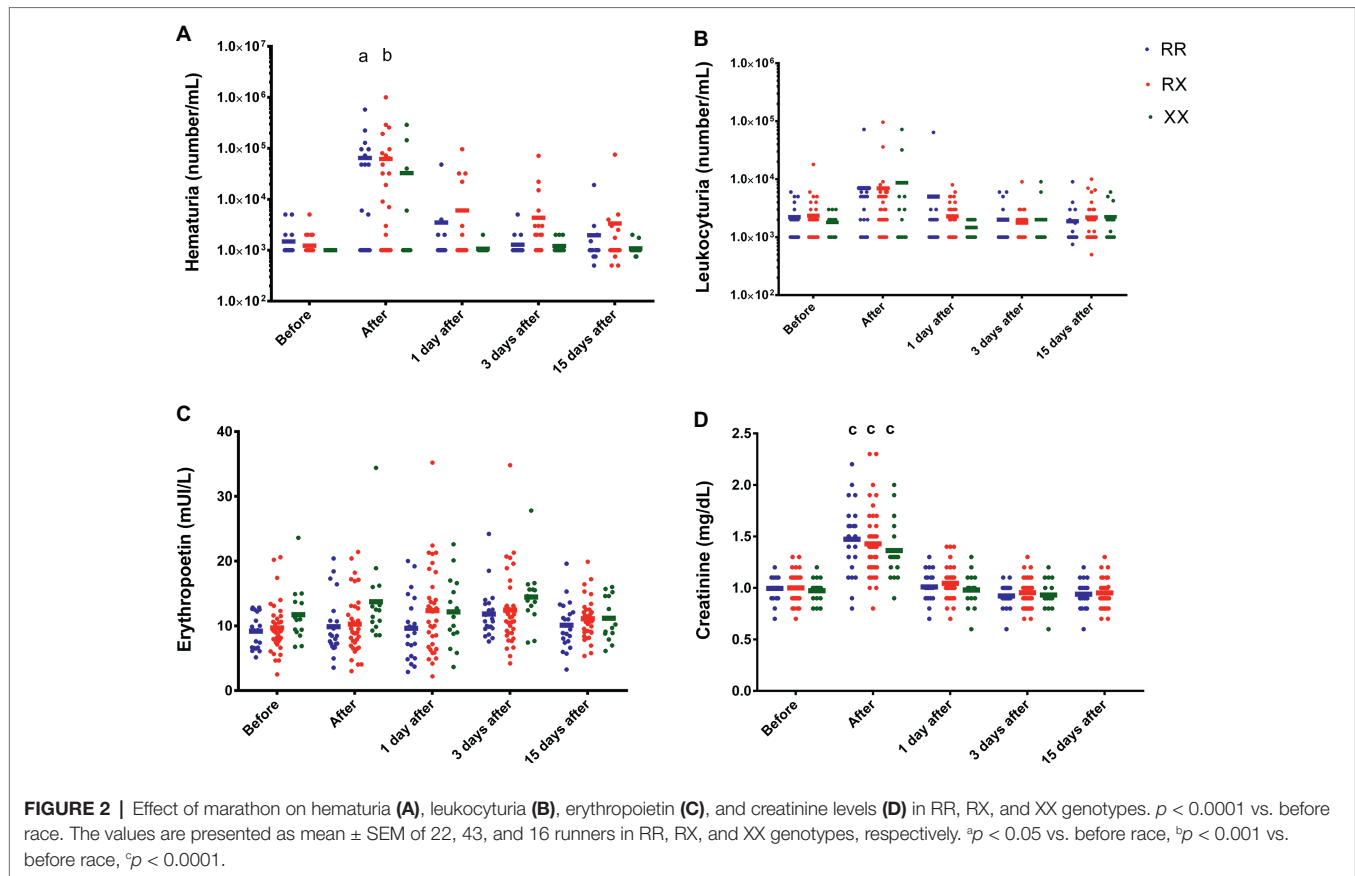 A
Hematuria (number/mL)
1.0×10⁷
1.0×10⁶
1.0×10⁵
1.0×10⁴
1.0×10³
1.0×10²
a b
Before
After
1 day after
3 days after
15 days after
B
Leukocyturia (number/mL)
1.0×10⁶
1.0×10⁵
1.0×10⁴
1.0×10³
1.0×10²
Before
After
1 day after
3 days after
15 days after
RR
RX
XX
C
Erythropoetin (mUI/L)
40
30
20
10
0
Before
After
1 day after
3 days after
15 days after
D
Creatinine (mg/dL)
2.5
2.0
1.5
1.0
0.5
0.0
c c c
Before
After
1 day after
3 days after
15 days after
FIGURE 2 | Effect of marathon on hematuria (A), leukocyturia (B), erythropoietin (C), and creatinine levels (D) in RR, RX, and XX genotypes. p < 0.0001 vs. before
race. The values are presented as mean ± SEM of 22, 43, and 16 runners in RR, RX, and XX genotypes, respectively. ᵃp < 0.05 vs. before race, ᵇp < 0.001 vs.
before race, ᶜp < 0.0001.